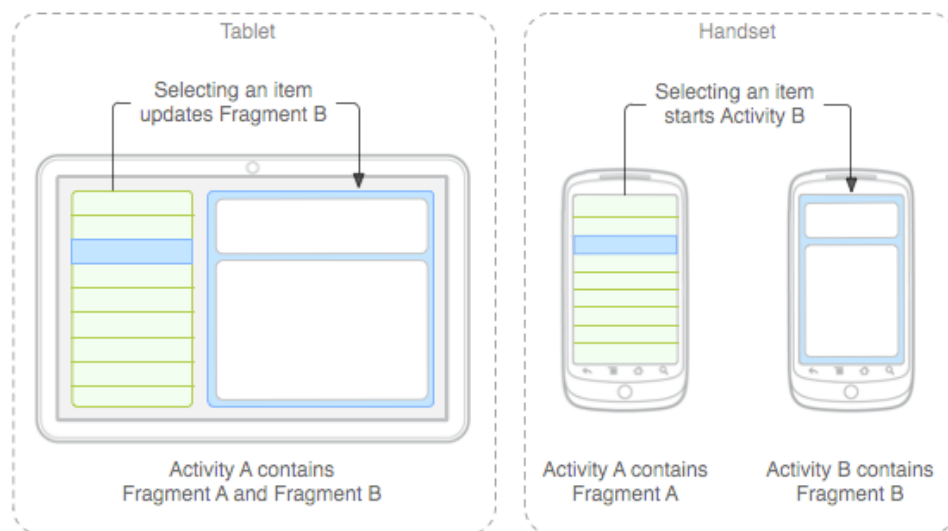 Tablet
Selecting an item
updates Fragment B
Activity A contains
Fragment A and Fragment B
Handset
Selecting an item
starts Activity B
Activity A contains
Fragment A
Activity B contains
Fragment B